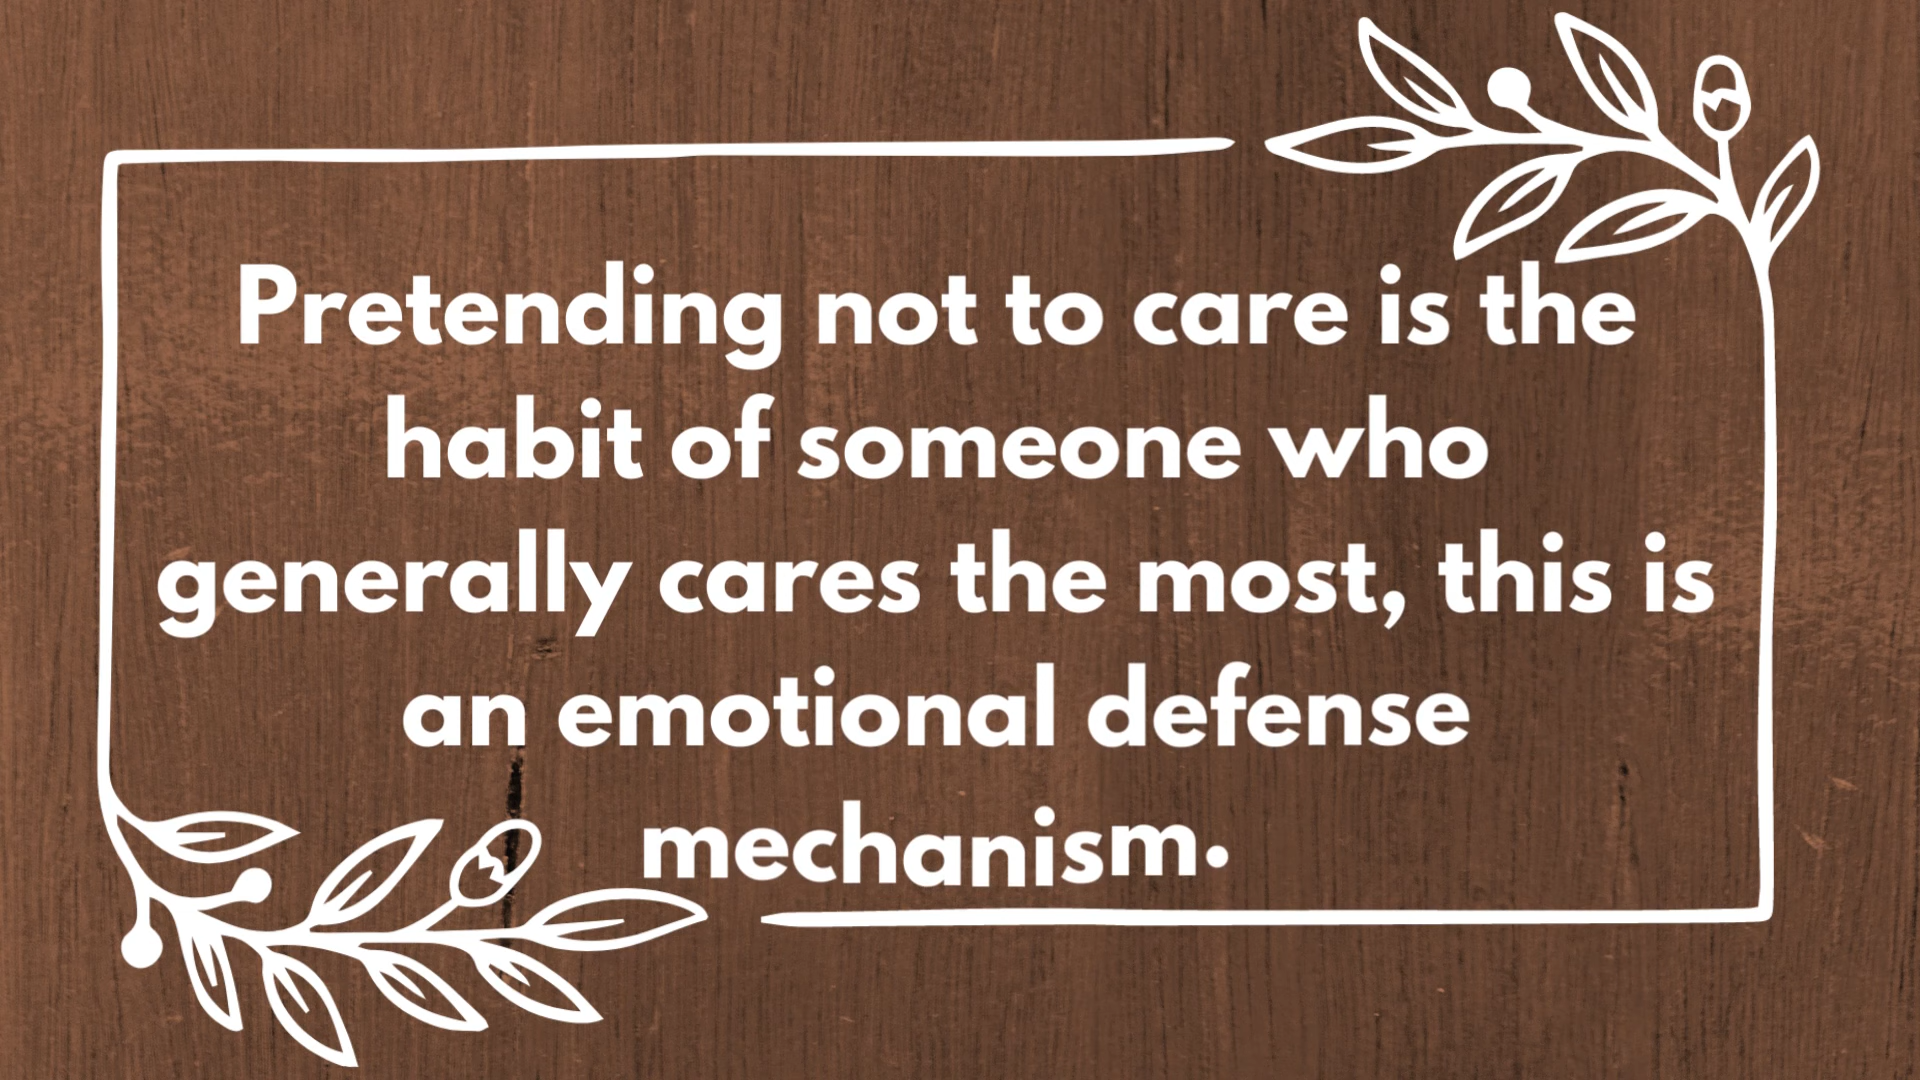 Pretending not to care is the
habit of someone who
generally cares the most, this is
an emotional defense
mechanism.